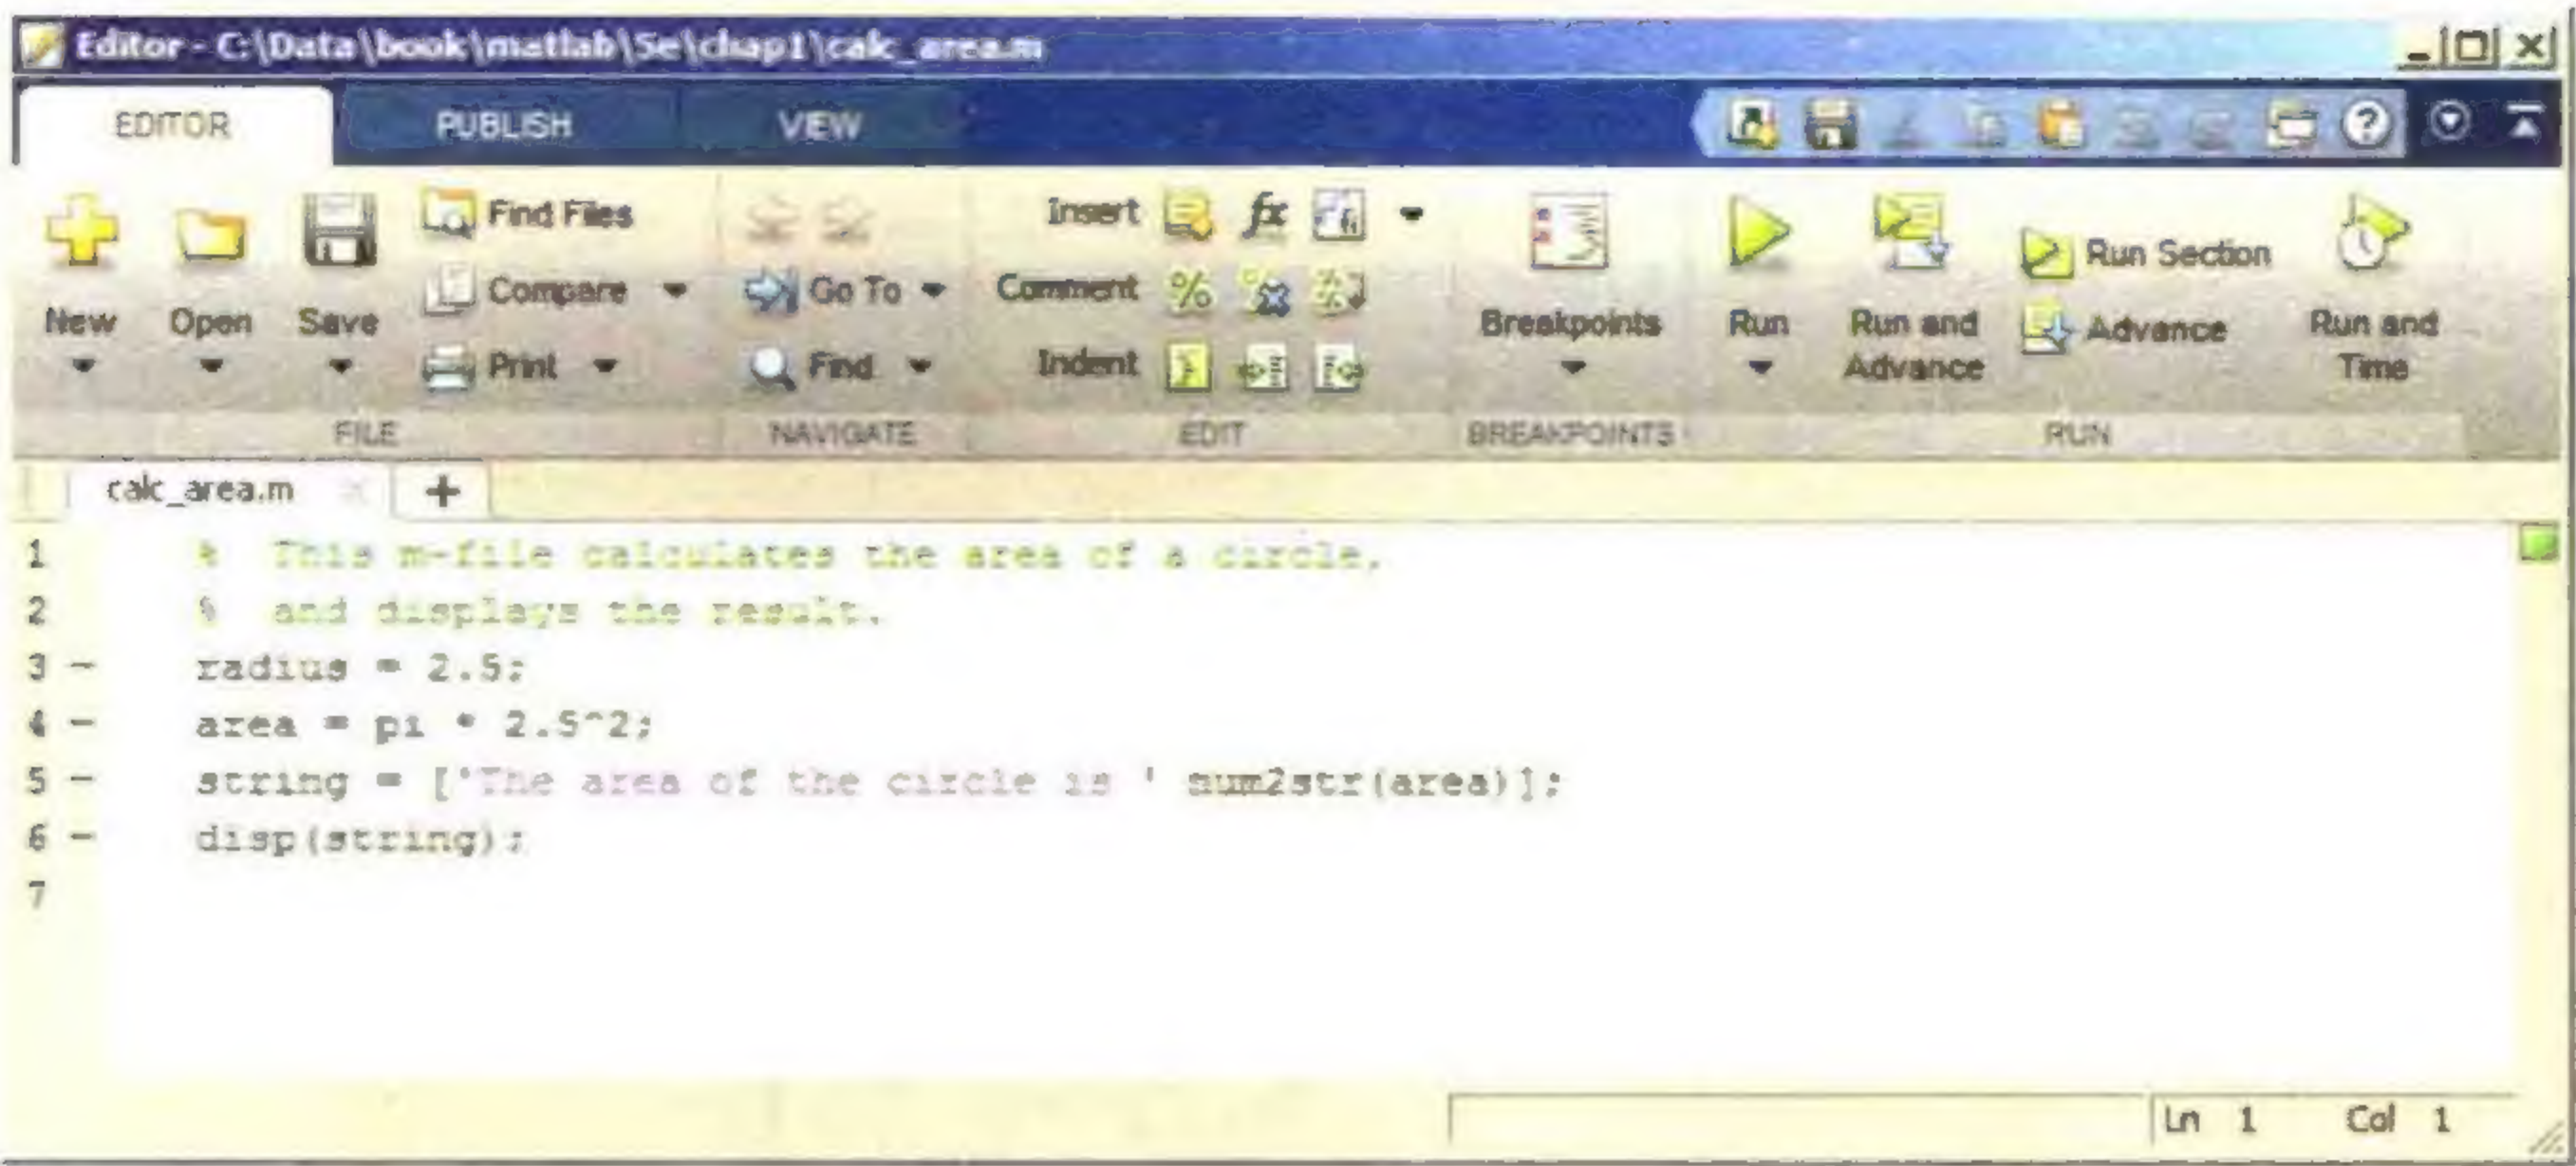 Editor - C:\Data\book\matlab\5e\chap1\calc_area.m
EDITOR PUBLISH VIEW
Find Files Insert fx
Compare Go To Comment % Run Section
New Open Save Breakpoints Run Run and Advance Run and
Print Find Indent Advance Time
FILE NAVIGATE EDIT BREAKPOINTS RUN
calc_area.m +
1 % This m-file calculates the area of a circle,
2 % and displays the result.
3 - radius = 2.5;
4 - area = pi * 2.5^2;
5 - string = ['The area of the circle is ' num2str(area)];
6 - disp(string);
7
Ln 1 Col 1